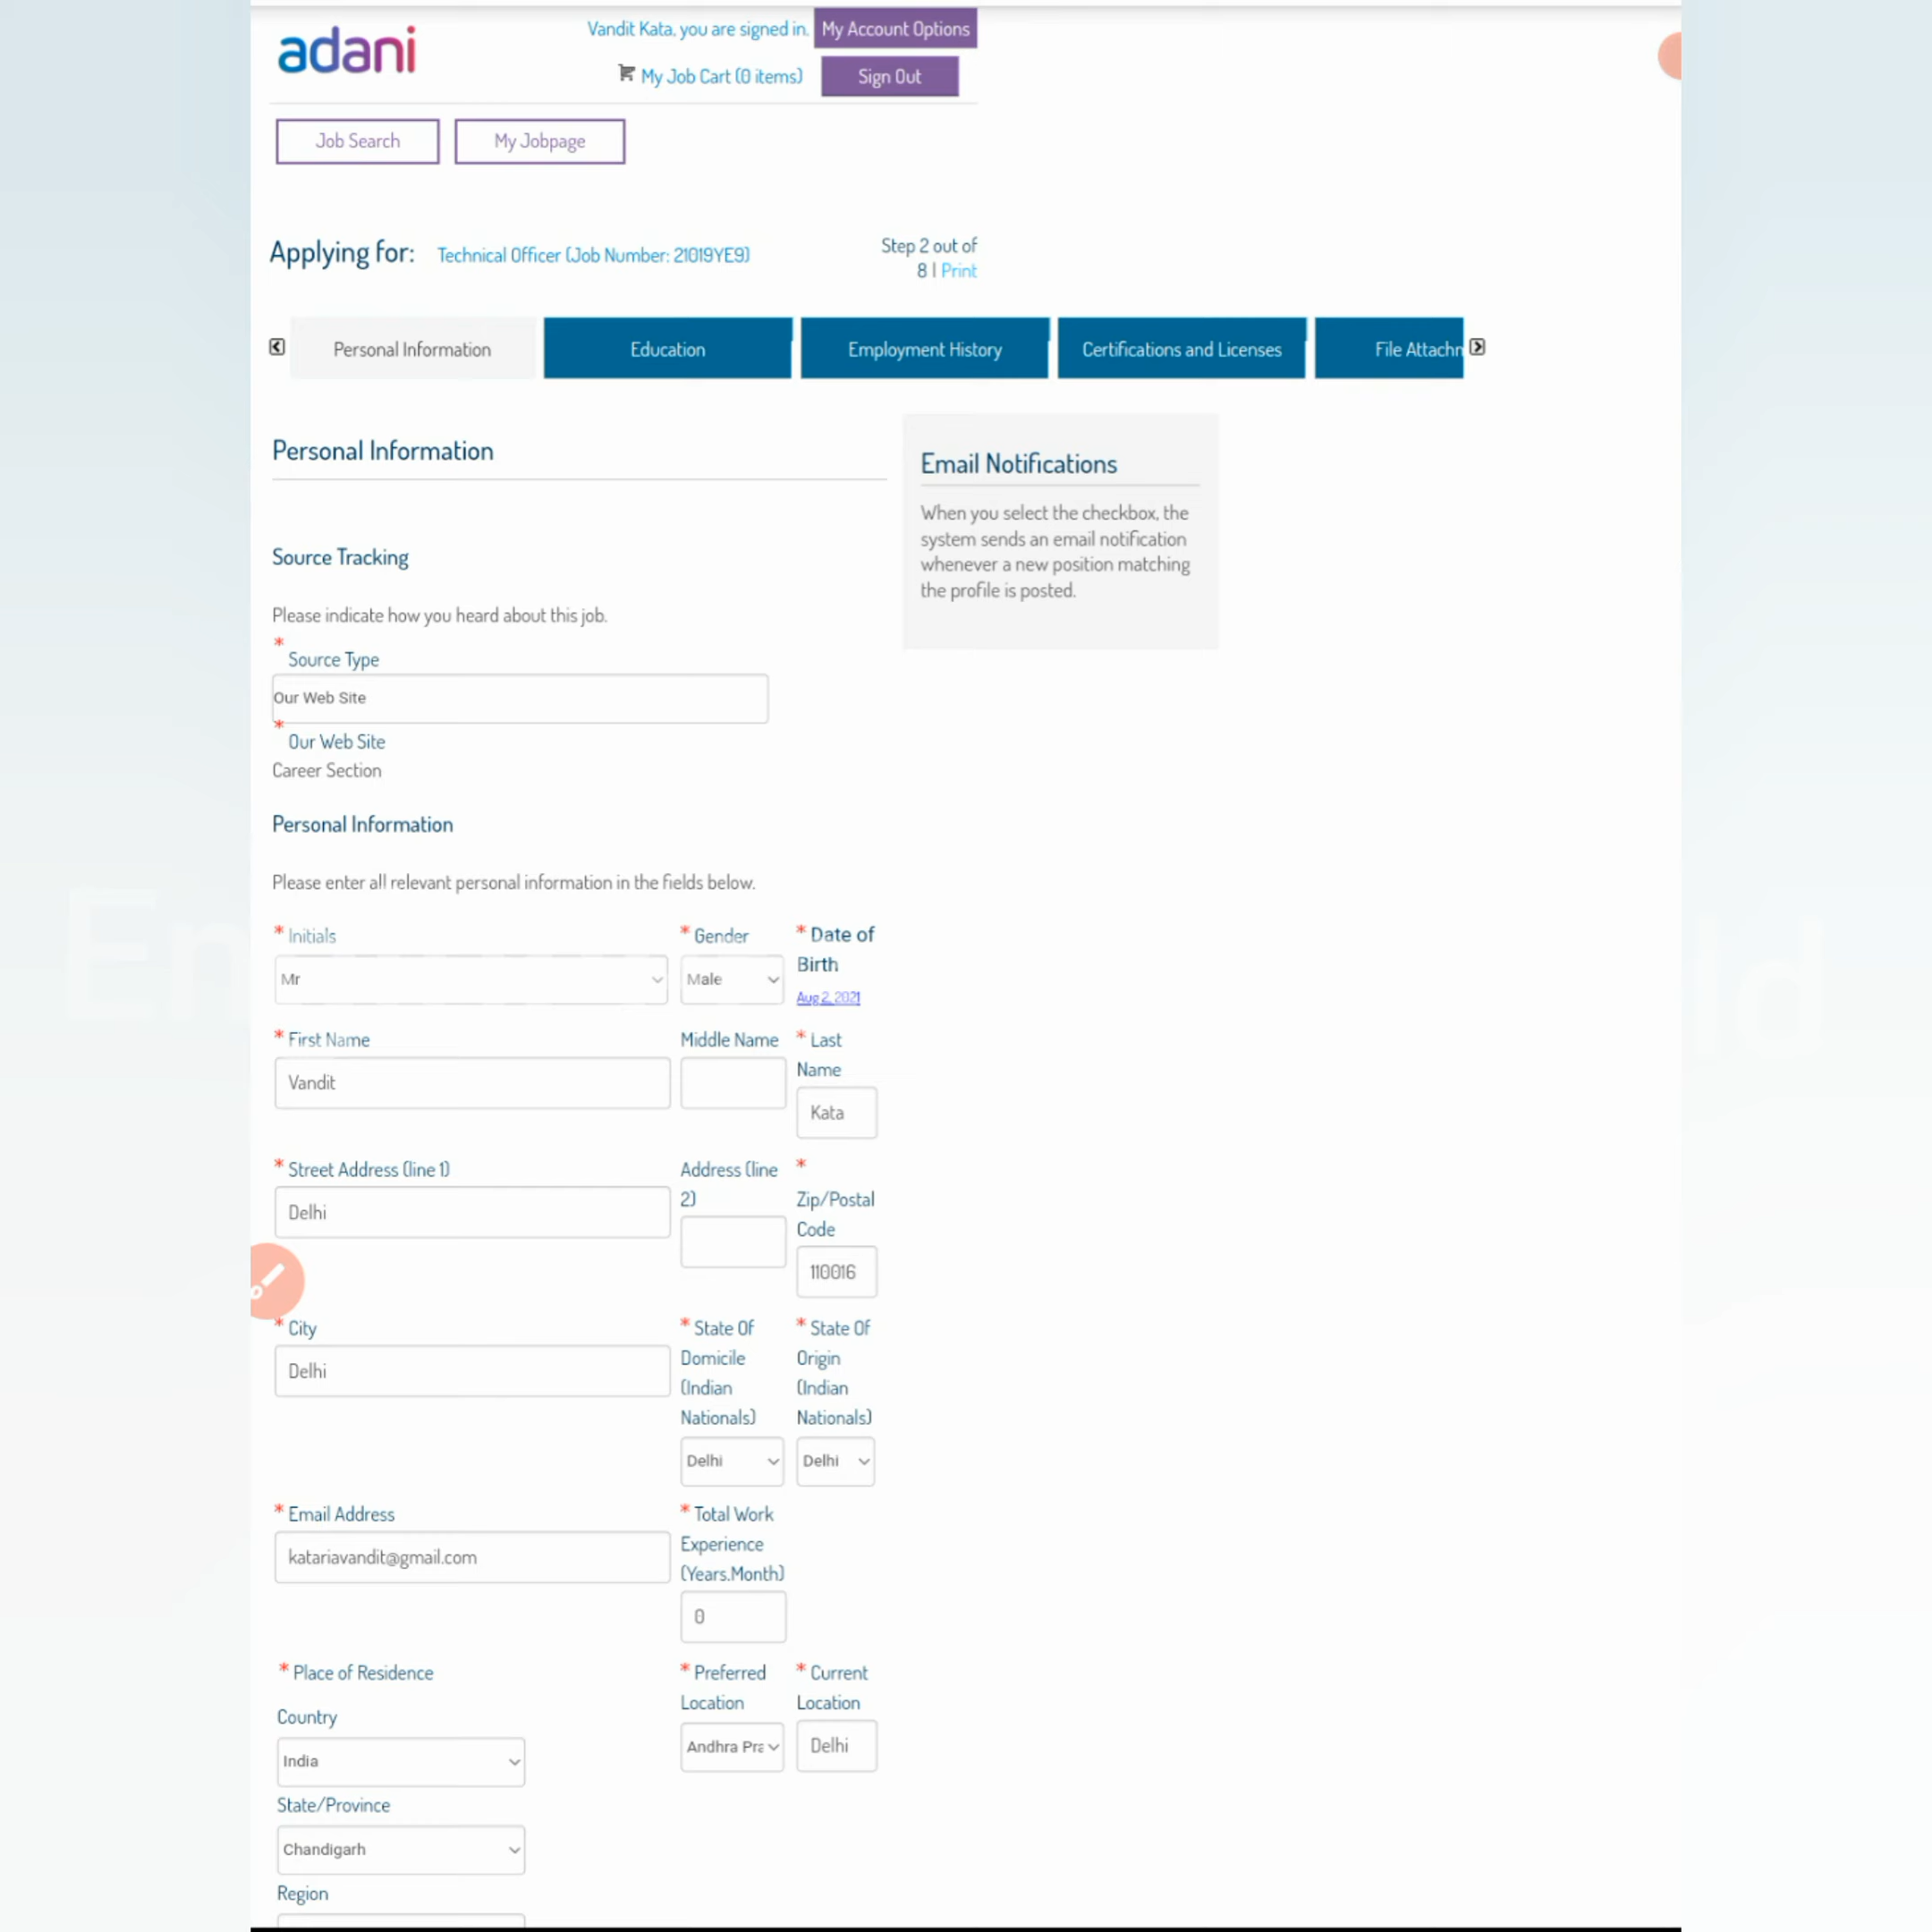 adani
Vandit Kata, you are signed in. My Account Options
My Job Cart (0 items) Sign Out
Job Search My Jobpage
Applying for: Technical Officer (Job Number: 21019YE9) Step 2 out of
8 | Print
Personal Information Education Employment History Certifications and Licenses File Attachn
Personal Information
Email Notifications
When you select the checkbox, the
system sends an email notification
whenever a new position matching
the profile is posted.
Source Tracking
Please indicate how you heard about this job.
*
Source Type
Our Web Site
*
Our Web Site
Career Section
Personal Information
Please enter all relevant personal information in the fields below.
* Initials * Gender * Date of
Birth
Mr Male Aug 2, 2021
* First Name Middle Name * Last
Name
Vandit Kata
* Street Address (line 1) Address (line *
2) Zip/Postal
Code
Delhi 110016
* City * State Of * State Of
Domicile Origin
(Indian (Indian
Nationals) Nationals)
Delhi Delhi Delhi
* Email Address * Total Work
Experience
(Years.Month)
katariavandit@gmail.com 0
* Place of Residence * Preferred * Current
Location Location
Country
India Andhra Pra Delhi
State/Province
Chandigarh
Region